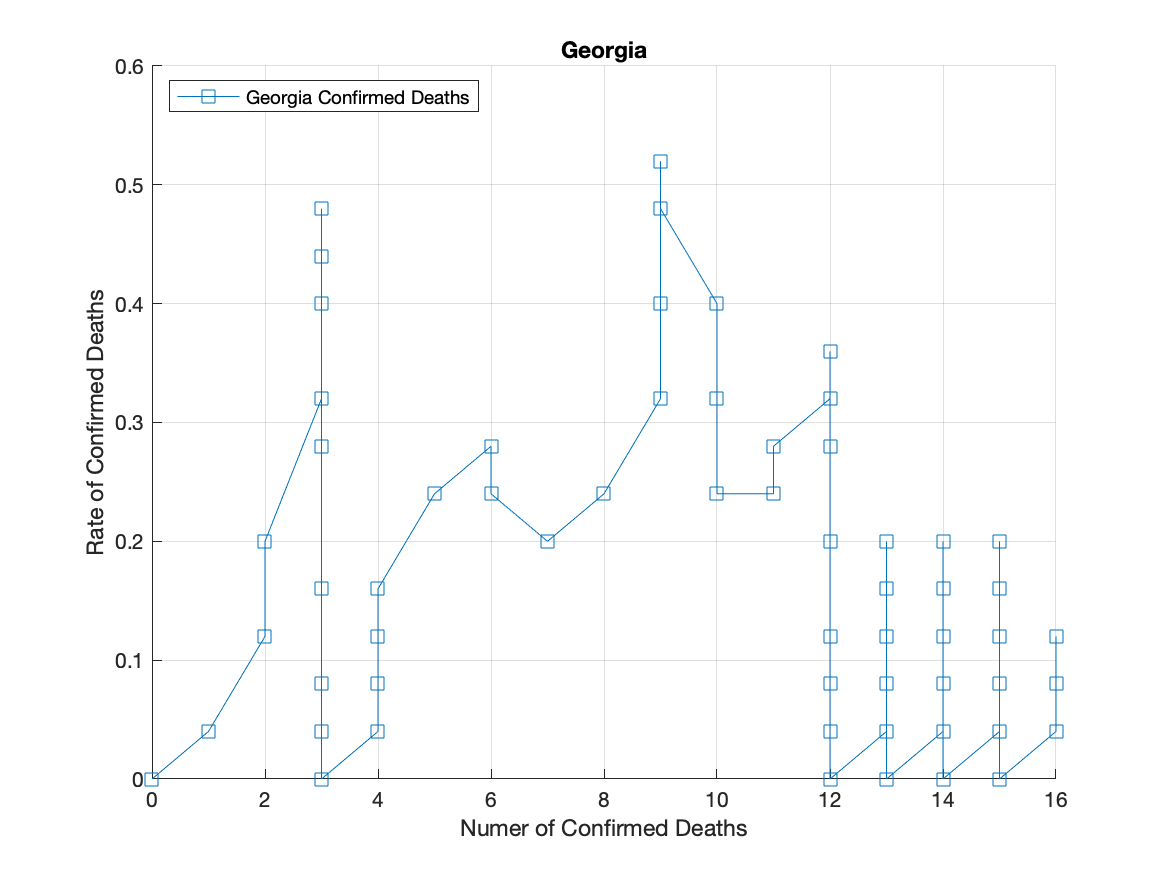 Georgia
Georgia Confirmed Deaths
0.6
0.5
0.4
0.3
0.2
0.1
0
Rate of Confirmed Deaths
0 2 4 6 8 10 12 14 16
Numer of Confirmed Deaths